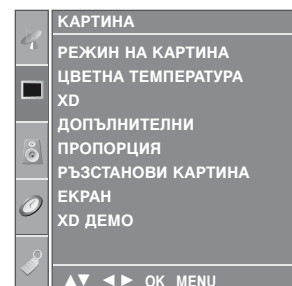 КАРТИНА
РЕЖИН НА КАРТИНА
ЦВЕТНА ТЕМПЕРАТУРА
XD
ДОПЪЛНИТЕЛНИ
ПРОПОРЦИЯ
РЪЗСТАНОВИ КАРТИНА
ЕКРАН
XD ДЕМО
▲▼ ◄► OK MENU